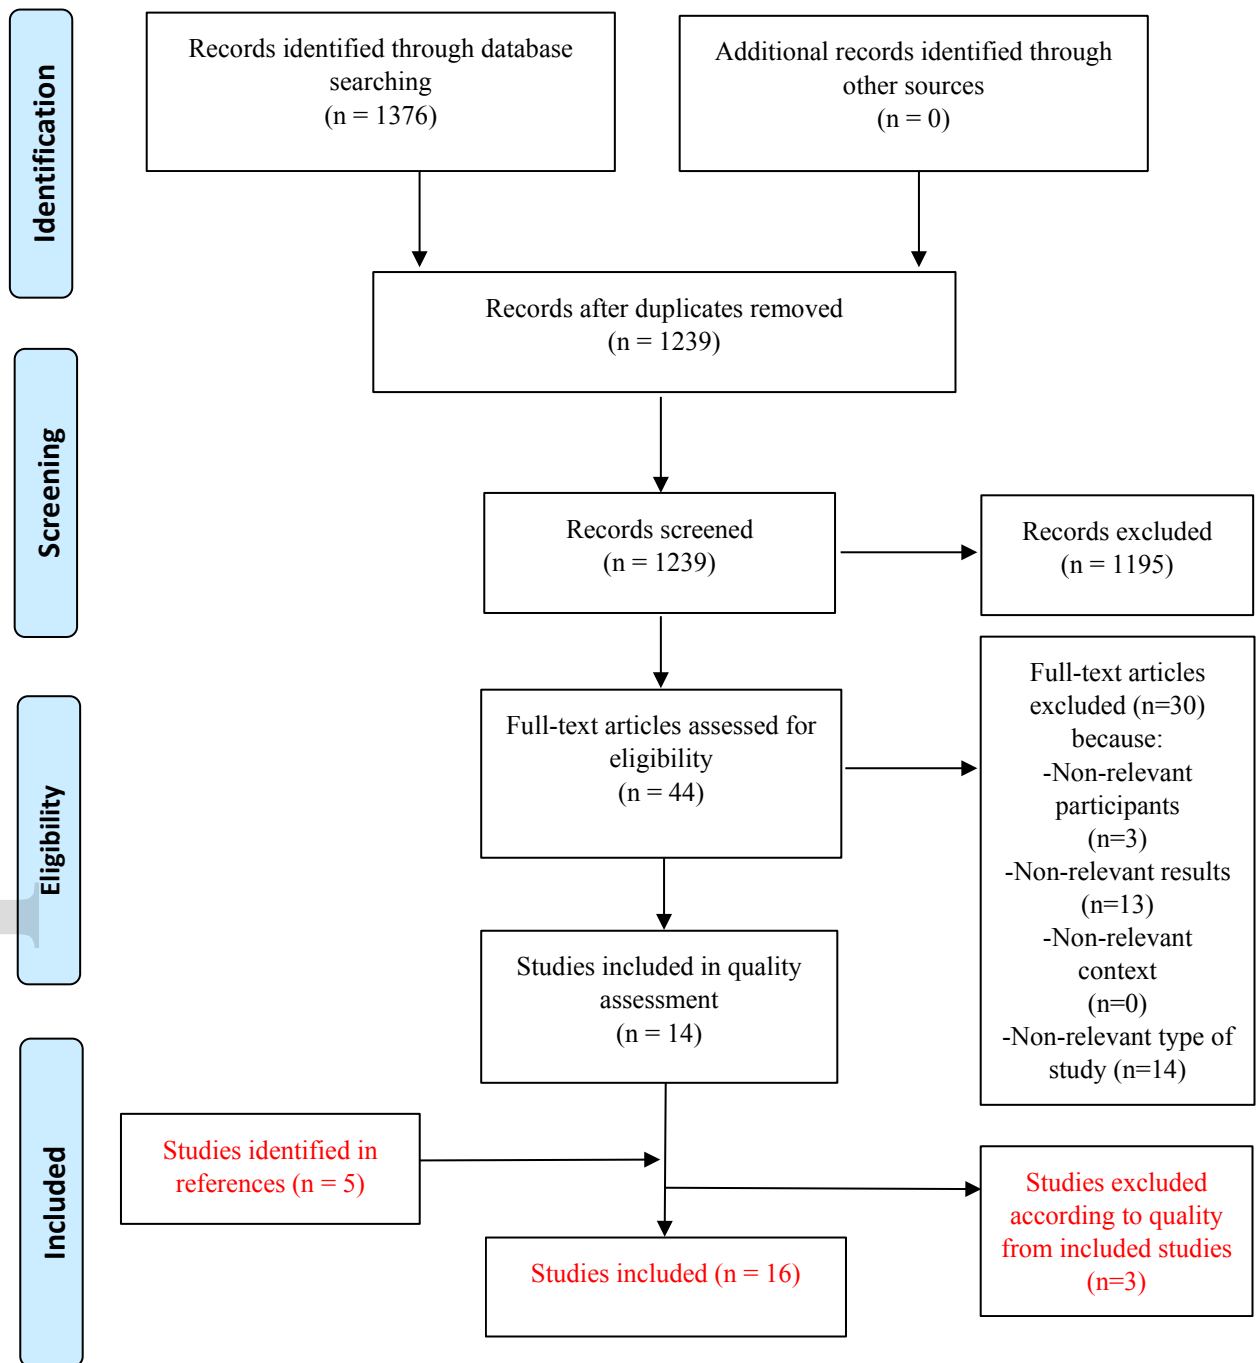 Identification
Records identified through database
searching
(n = 1376)
Additional records identified through
other sources
(n = 0)
Records after duplicates removed
(n = 1239)
Screening
Records screened
(n = 1239)
Records excluded
(n = 1195)
Eligibility
Full-text articles assessed for
eligibility
(n = 44)
Full-text articles
excluded (n=30)
because:
-Non-relevant
participants
(n=3)
-Non-relevant results
(n=13)
-Non-relevant
context
(n=0)
-Non-relevant type of
study (n=14)
Studies included in quality
assessment
(n = 14)
Included
Studies identified in
references (n = 5)
Studies excluded
according to quality
from included studies
(n=3)
Studies included (n = 16)